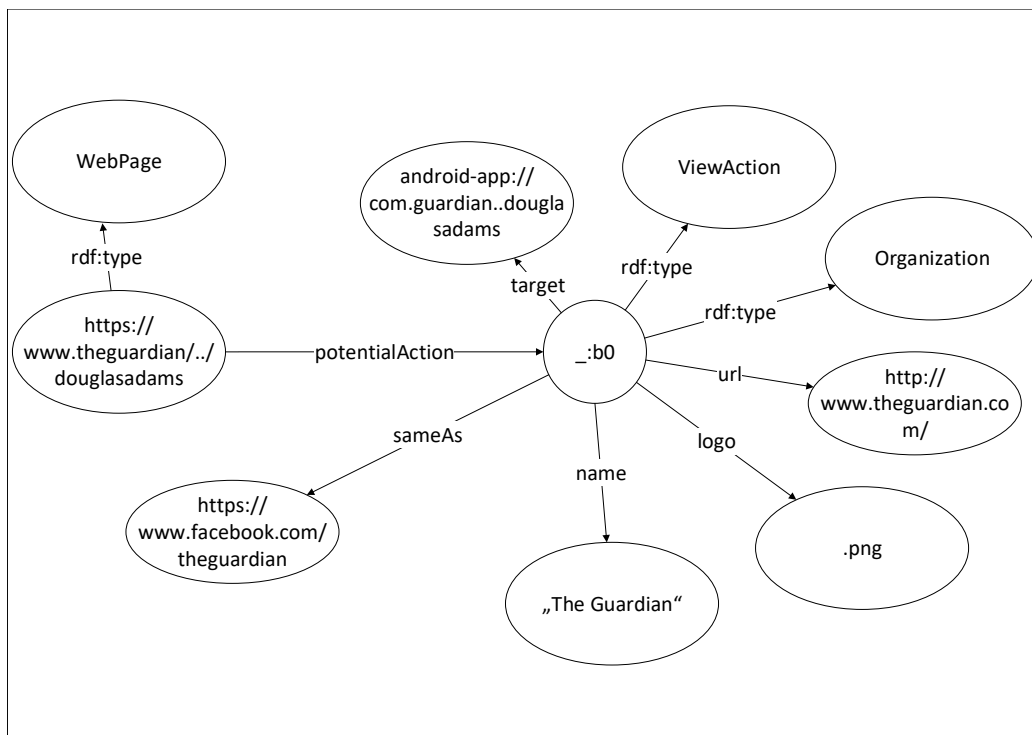 WebPage
android-app://
com.guardian..dougla
sadams
ViewAction
rdf:type
rdf:type
Organization
target
rdf:type
https://
www.theguardian/../
douglasadams
potentialAction
_:b0
url
http://
www.theguardian.co
m/
sameAs
logo
name
https://
www.facebook.com/
theguardian
.png
„The Guardian“